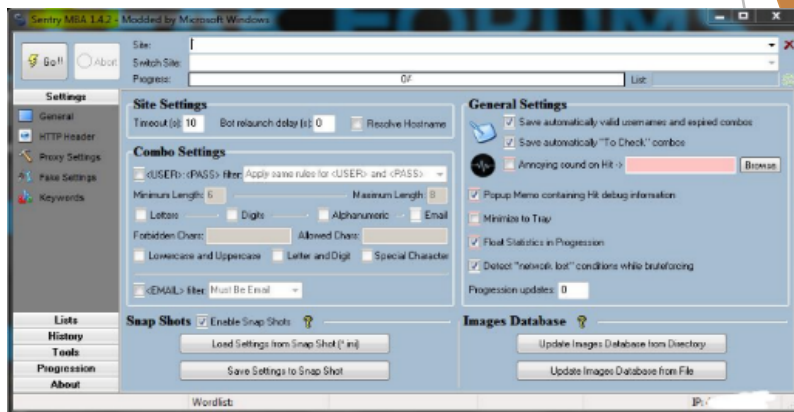 Sentry MBA 1.4.2 - Modded by Microsoft Windows
FORUMS
Go!! Abort
Site:
Switch Site:
Progress: 0# List:
Settings
General
HTTP Header
Proxy Settings
Fake Settings
Keywords
Lists
History
Tools
Progression
About
Site Settings
Timeout (s): 10 Bot relaunch delay (s): 0 Resolve Hostname
Combo Settings
<USER>:<PASS> filter: Apply same rules for <USER> and <PASS>
Minimum Length: 6 Maximum Length: 8
Letters Digits Alphanumeric Email
Forbidden Chars: Allowed Chars:
Lowercase and Uppercase Letter and Digit Special Character
<EMAIL> filter: Must Be Email
Snap Shots Enable Snap Shots ?
Load Settings from Snap Shot (*.ini)
Save Settings to Snap Shot
General Settings
Save automatically valid usernames and expired combos
Save automatically "To Check" combos
Annoying sound on Hit -> Browse
Popup Memo containing Hit debug information
Minimize to Tray
Float Statistics in Progression
Detect "network lost" conditions while bruteforcing
Progression updates: 0
Images Database ?
Update Images Database from Directory
Update Images Database from File
Wordlist: IP: